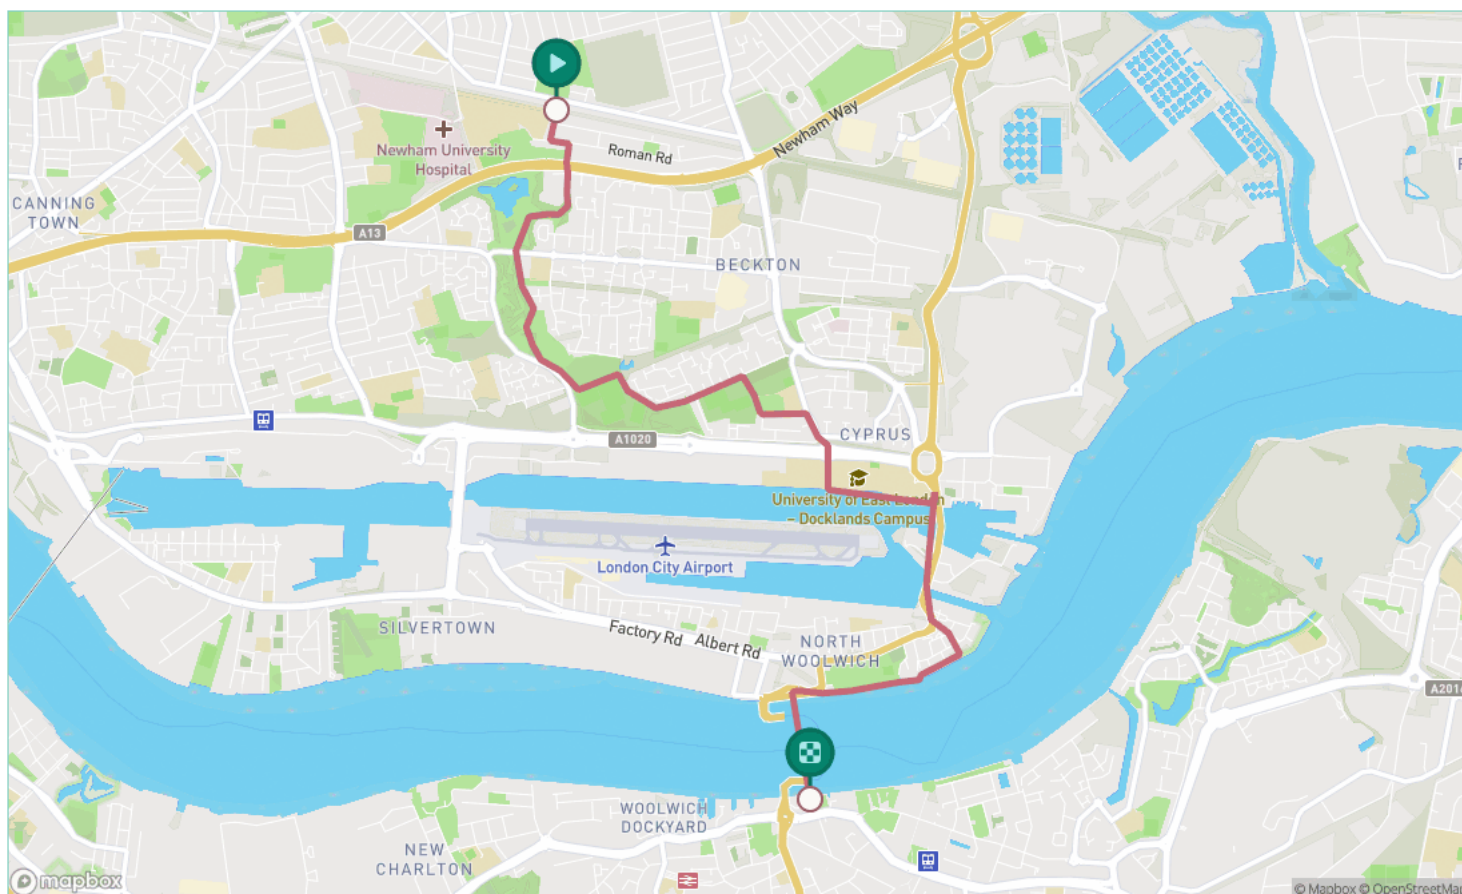 Newham Way
Roman Rd
Newham University
Hospital
CANNING
TOWN
A13
BECKTON
CYPRUS
A1020
University of East London
– Docklands Campus
London City Airport
SILVERTOWN
Factory Rd
Albert Rd
NORTH
WOOLWICH
WOOLWICH
DOCKYARD
NEW
CHARLTON
mapbox
© Mapbox © OpenStreetMap